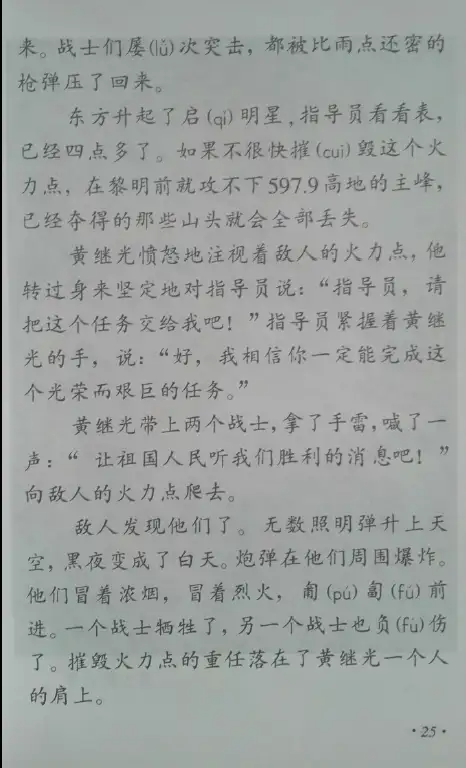 来。战士们屡(lǚ)次突击，都被比雨点还密的
枪弹压了回来。
东方升起了启(qǐ)明星，指导员看看表，
已经四点多了。如果不很快摧(cuī)毁这个火
力点，在黎明前就攻不下597.9高地的主峰，
已经夺得的那些山头就会全部丢失。
黄继光愤怒地注视着敌人的火力点，他
转过身来坚定地对指导员说：“指导员，请
把这个任务交给我吧！”指导员紧握着黄继
光的手，说：“好，我相信你一定能完成这
个光荣而艰巨的任务。”
黄继光带上两个战士，拿了手雷，喊了一
声：“ 让祖国人民听我们胜利的消息吧！”
向敌人的火力点爬去。
敌人发现他们了。无数照明弹升上天
空，黑夜变成了白天。炮弹在他们周围爆炸。
他们冒着浓烟，冒着烈火，匍(pú)匐(fú)前
进。一个战士牺牲了，另一个战士也负(fù)伤
了。摧毁火力点的重任落在了黄继光一个人
的肩上。
·25·